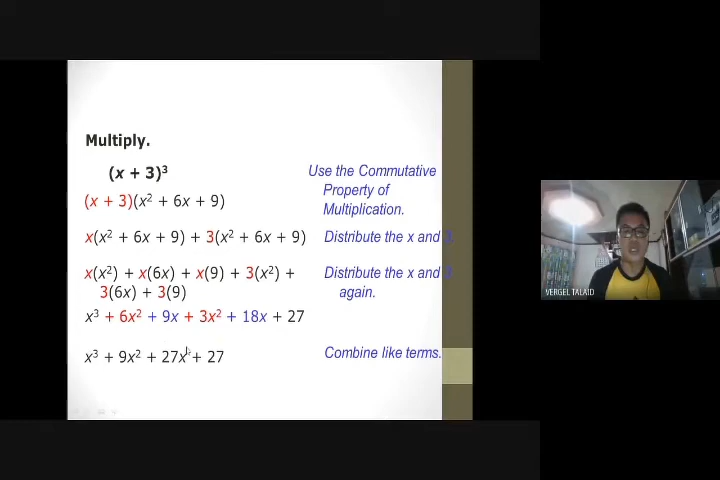 Multiply.
(x + 3)³
Use the Commutative
Property of
Multiplication.
(x + 3)(x² + 6x + 9)
x(x² + 6x + 9) + 3(x² + 6x + 9)
Distribute the x and 3.
x(x²) + x(6x) + x(9) + 3(x²) +
3(6x) + 3(9)
Distribute the x and 3
again.
x³ + 6x² + 9x + 3x² + 18x + 27
x³ + 9x² + 27x + 27
Combine like terms.
VERGEL TALAID